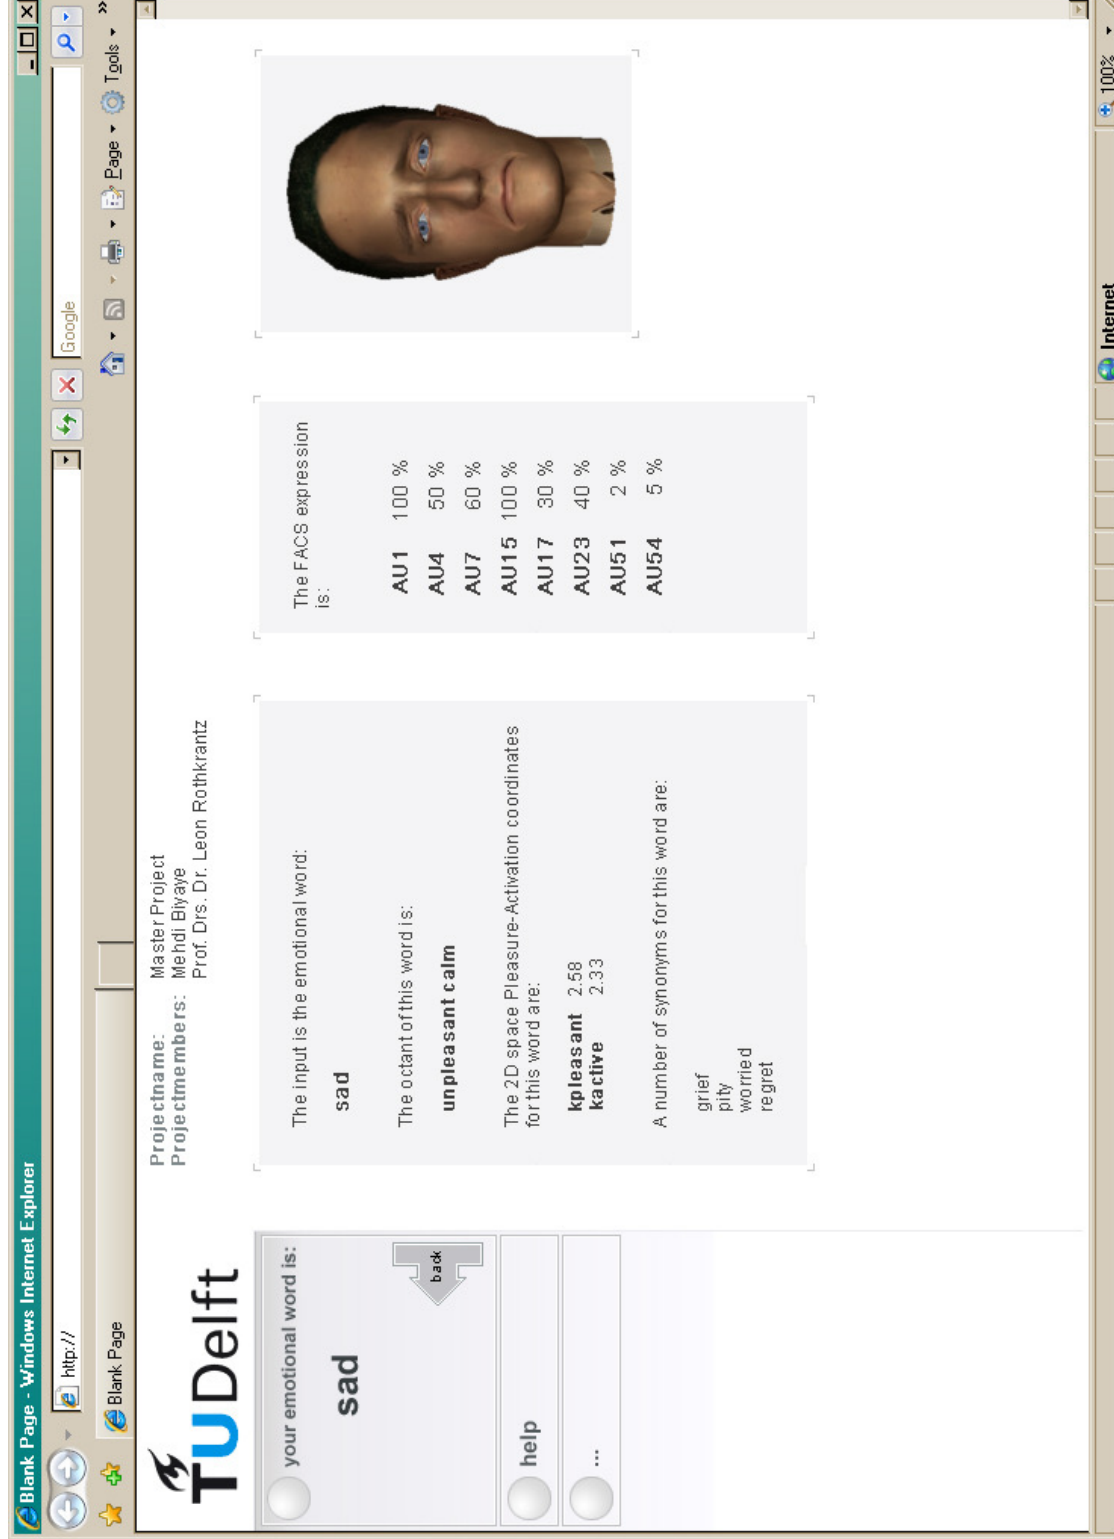 Blank Page - Windows Internet Explorer
http://
Google
Blank Page
Page
Tools
»
TUDelft
Projectname: Master Project
Projectmembers: Mehdi Biyaye
Prof. Drs. Dr. Leon Rothkrantz
your emotional word is:
sad
back
help
...
The input is the emotional word:
sad
The octant of this word is:
unpleasant calm
The 2D space Pleasure-Activation coordinates
for this word are:
kpleasant 2.58
kactive 2.33
A number of synonyms for this word are:
grief
pity
worried
regret
The FACS expression
is:
AU1 100 %
AU4 50 %
AU7 60 %
AU15 100 %
AU17 30 %
AU23 40 %
AU51 2 %
AU54 5 %
Internet
100%